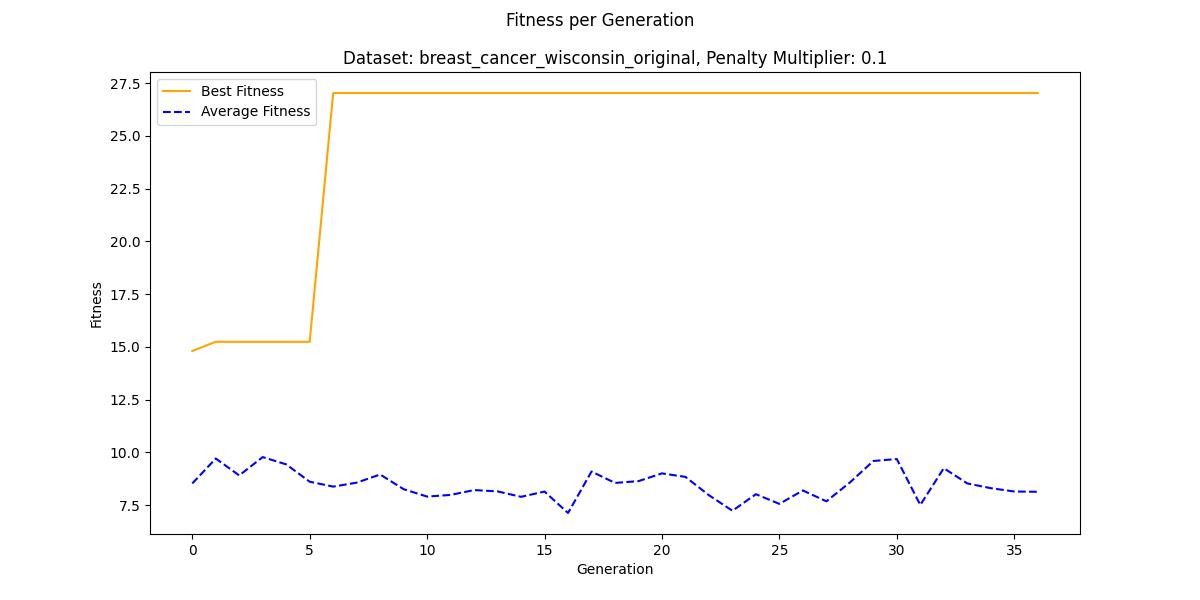 Fitness per Generation
Dataset: breast_cancer_wisconsin_original, Penalty Multiplier: 0.1
Best Fitness
Average Fitness
27.5
25.0
22.5
20.0
17.5
15.0
12.5
10.0
7.5
Fitness
0 5 10 15 20 25 30 35
Generation